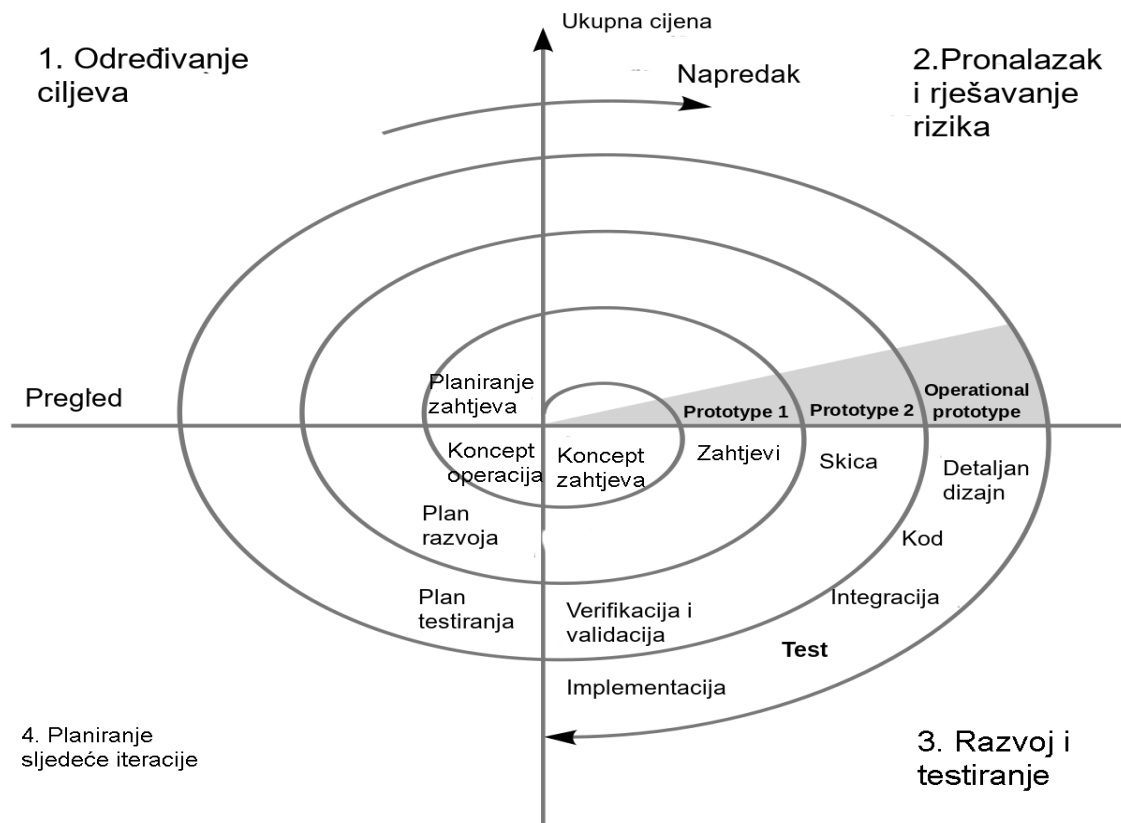 Ukupna cijena
1. Određivanje
ciljeva
Napredak
2.Pronalazak
i rješavanje
rizika
Pregled
Planiranje
zahtjeva
Prototype 1
Prototype 2
Operational
prototype
Koncept
operacija
Koncept
zahtjeva
Zahtjevi
Skica
Detaljan
dizajn
Plan
razvoja
Kod
Plan
testiranja
Verifikacija i
validacija
Integracija
Test
Implementacija
4. Planiranje
sljedeće iteracije
3. Razvoj i
testiranje